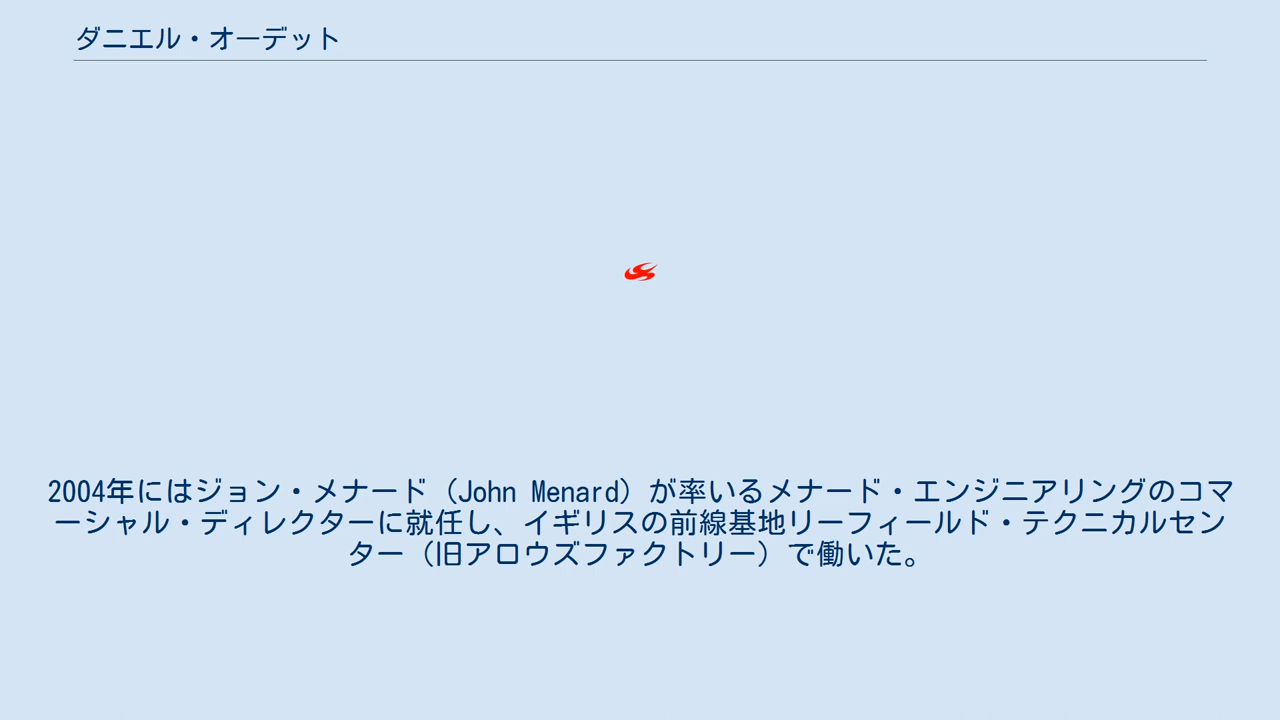 ダニエル・オーデット
2004年にはジョン・メナード（John Menard）が率いるメナード・エンジニアリングのコマ
ーシャル・ディレクターに就任し、イギリスの前線基地リーフィールド・テクニカルセン
ター（旧アロウズファクトリー）で働いた。